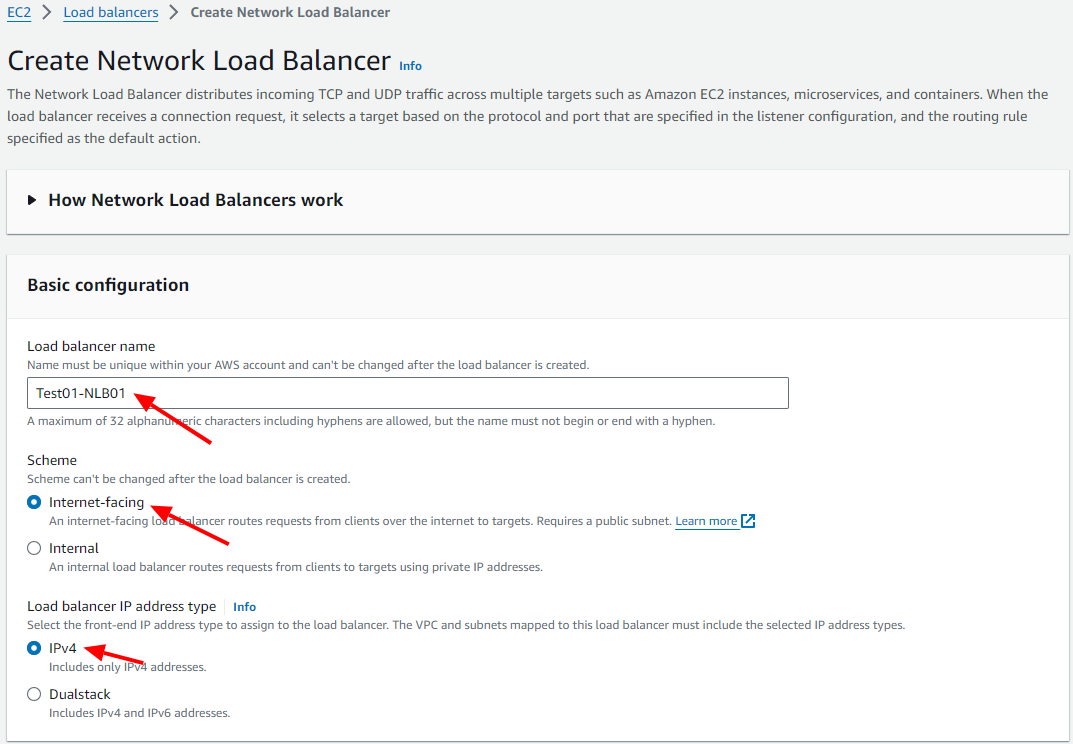 EC2 > Load balancers > Create Network Load Balancer
Create Network Load Balancer Info
The Network Load Balancer distributes incoming TCP and UDP traffic across multiple targets such as Amazon EC2 instances, microservices, and containers. When the
load balancer receives a connection request, it selects a target based on the protocol and port that are specified in the listener configuration, and the routing rule
specified as the default action.
How Network Load Balancers work
Basic configuration
Load balancer name
Name must be unique within your AWS account and can't be changed after the load balancer is created.
Test01-NLB01
A maximum of 32 alphanumeric characters including hyphens are allowed, but the name must not begin or end with a hyphen.
Scheme
Scheme can't be changed after the load balancer is created.
Internet-facing
An internet-facing load balancer routes requests from clients over the internet to targets. Requires a public subnet. Learn more
Internal
An internal load balancer routes requests from clients to targets using private IP addresses.
Load balancer IP address type Info
Select the front-end IP address type to assign to the load balancer. The VPC and subnets mapped to this load balancer must include the selected IP address types.
IPv4
Includes only IPv4 addresses.
Dualstack
Includes IPv4 and IPv6 addresses.